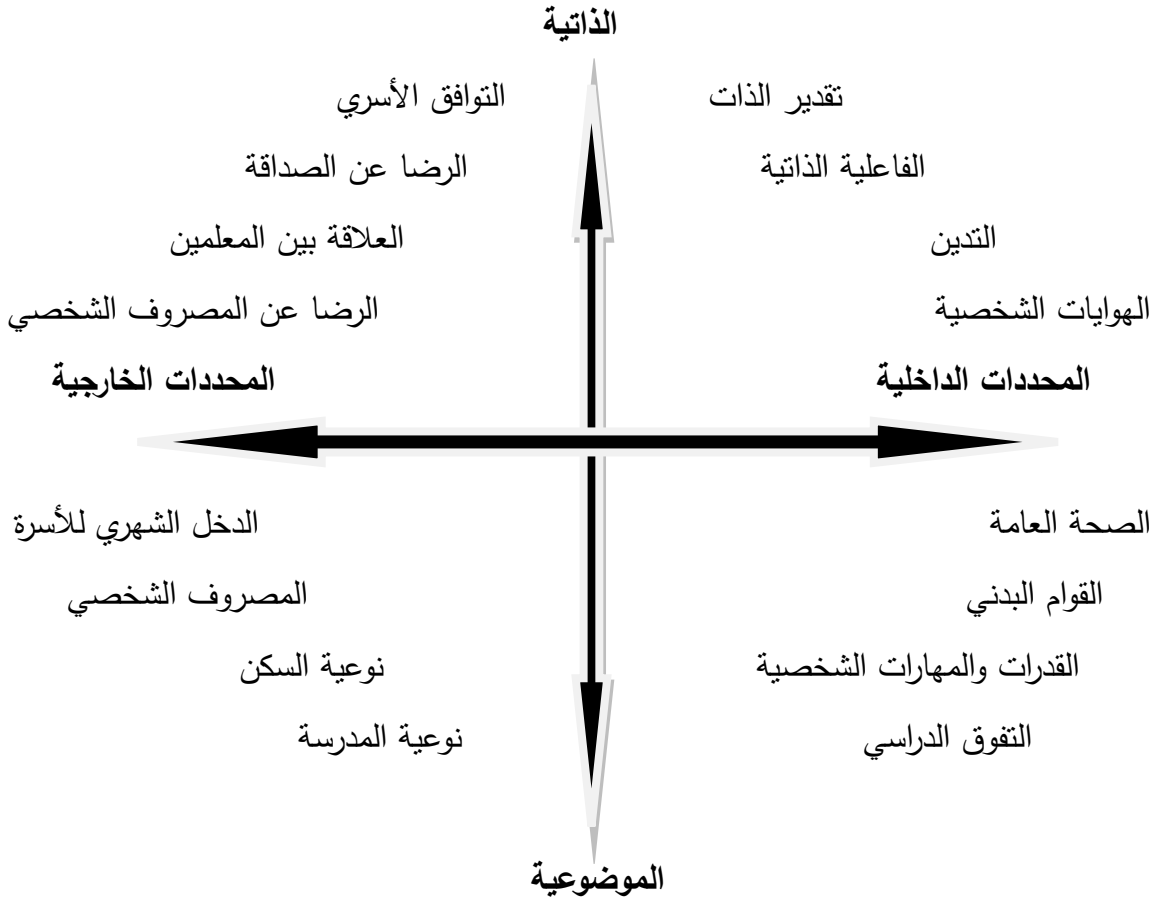 الذاتية
تقدير الذات
التوافق الأسري
الفاعلية الذاتية
الرضا عن الصداقة
التدين
العلاقة بين المعلمين
الهوايات الشخصية
الرضا عن المصروف الشخصي
المحددات الداخلية
المحددات الخارجية
الصحة العامة
الدخل الشهري للأسرة
القوام البدني
المصروف الشخصي
القدرات والمهارات الشخصية
نوعية السكن
التفوق الدراسي
نوعية المدرسة
الموضوعية